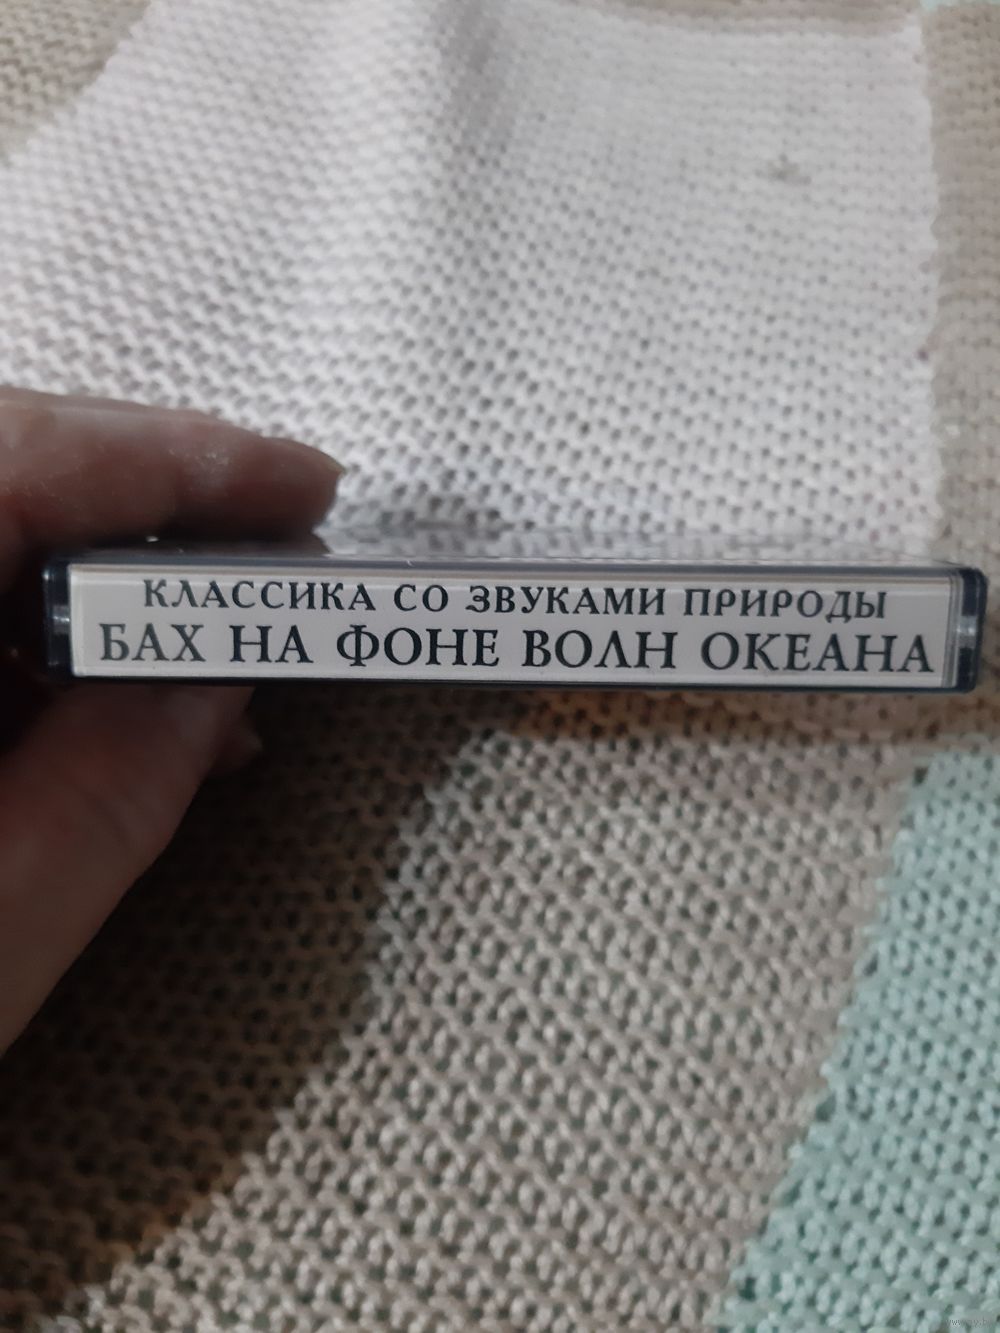 КЛАССИКА СО ЗВУКАМИ ПРИРОДЫ
БАХ НА ФОНЕ ВОЛН ОКЕАНА